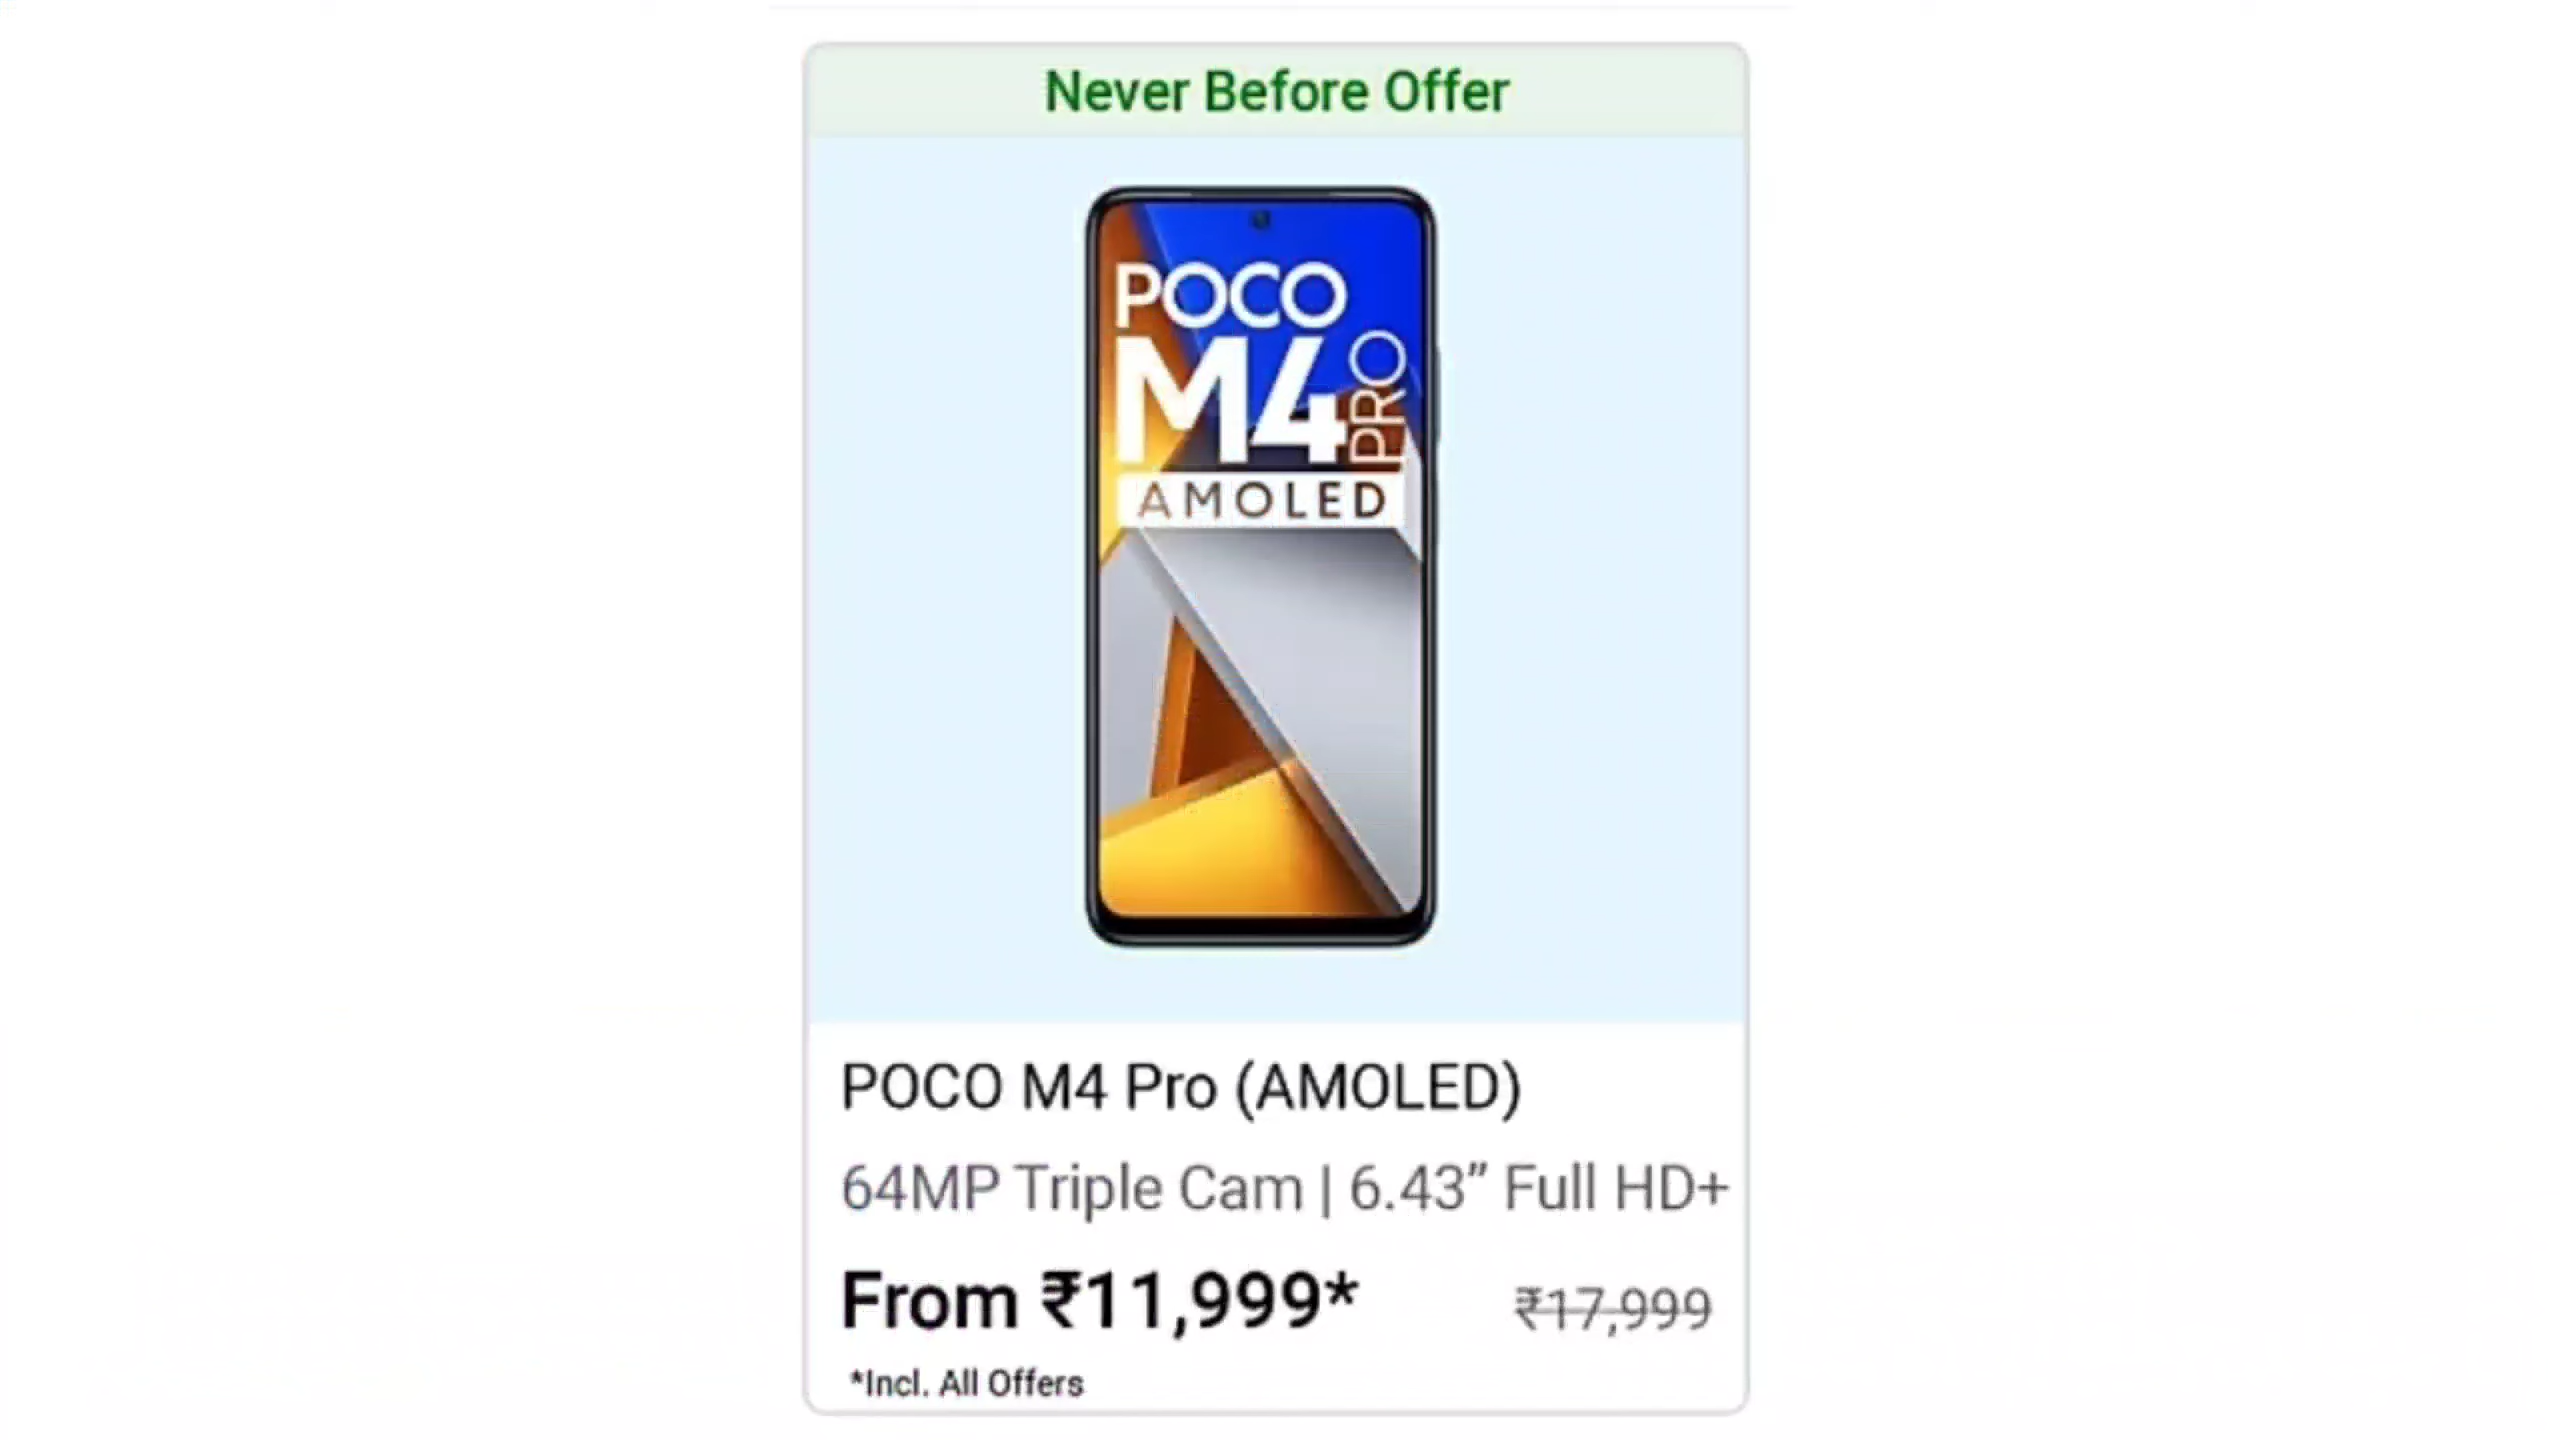 Never Before Offer
POCO
M4 PRO
AMOLED
POCO M4 Pro (AMOLED)
64MP Triple Cam | 6.43” Full HD+
From ₹11,999* ₹17,999
*Incl. All Offers